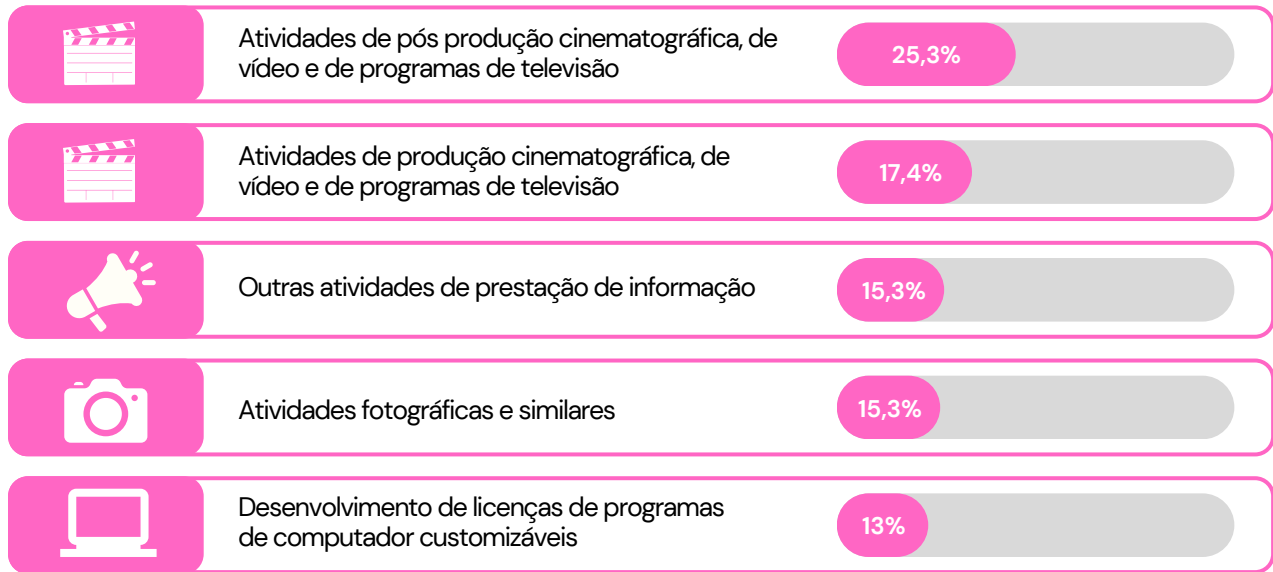 Atividades de pós produção cinematográfica, de
vídeo e de programas de televisão
25,3%
Atividades de produção cinematográfica, de
vídeo e de programas de televisão
17,4%
Outras atividades de prestação de informação
15,3%
Atividades fotográficas e similares
15,3%
Desenvolvimento de licenças de programas
de computador customizáveis
13%